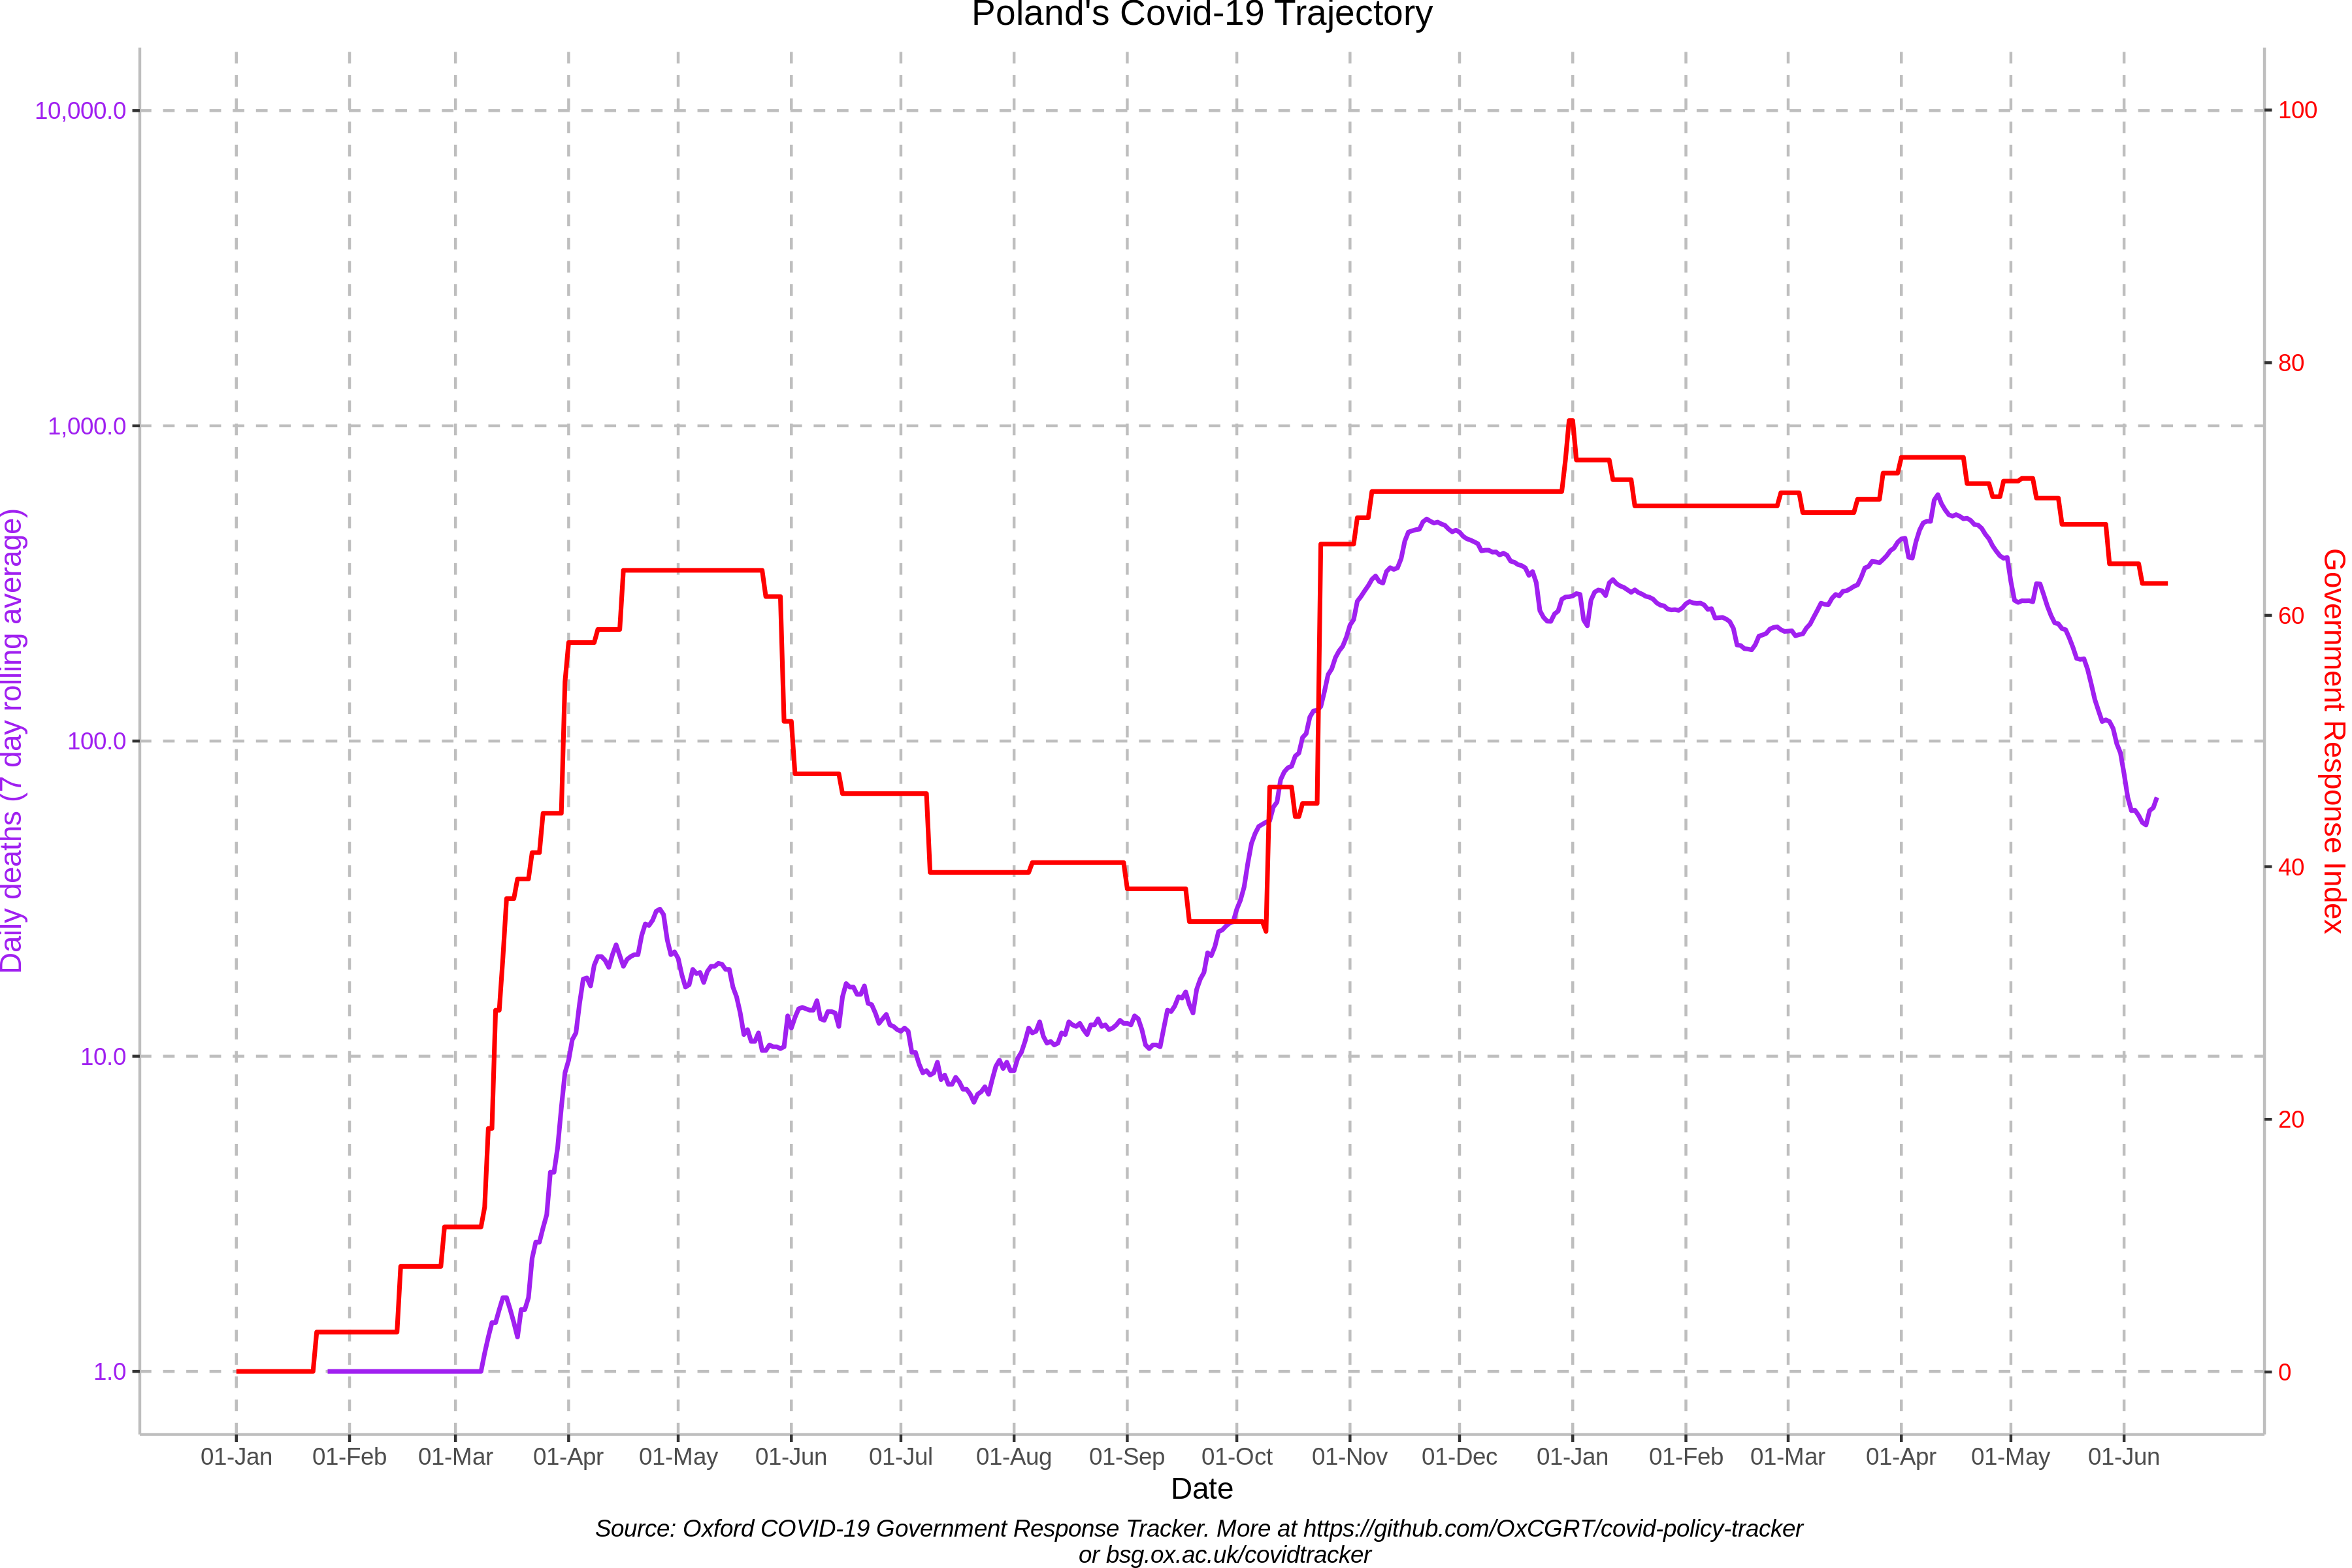 Poland's Covid-19 Trajectory
Daily deaths (7 day rolling average)
10,000.0
1,000.0
100.0
10.0
1.0
100
80
60
40
20
0
Government Response Index
01-Jan 01-Feb 01-Mar 01-Apr 01-May 01-Jun 01-Jul 01-Aug 01-Sep 01-Oct 01-Nov 01-Dec 01-Jan 01-Feb 01-Mar 01-Apr 01-May 01-Jun
Date
Source: Oxford COVID-19 Government Response Tracker. More at https://github.com/OxCGRT/covid-policy-tracker
or bsg.ox.ac.uk/covidtracker